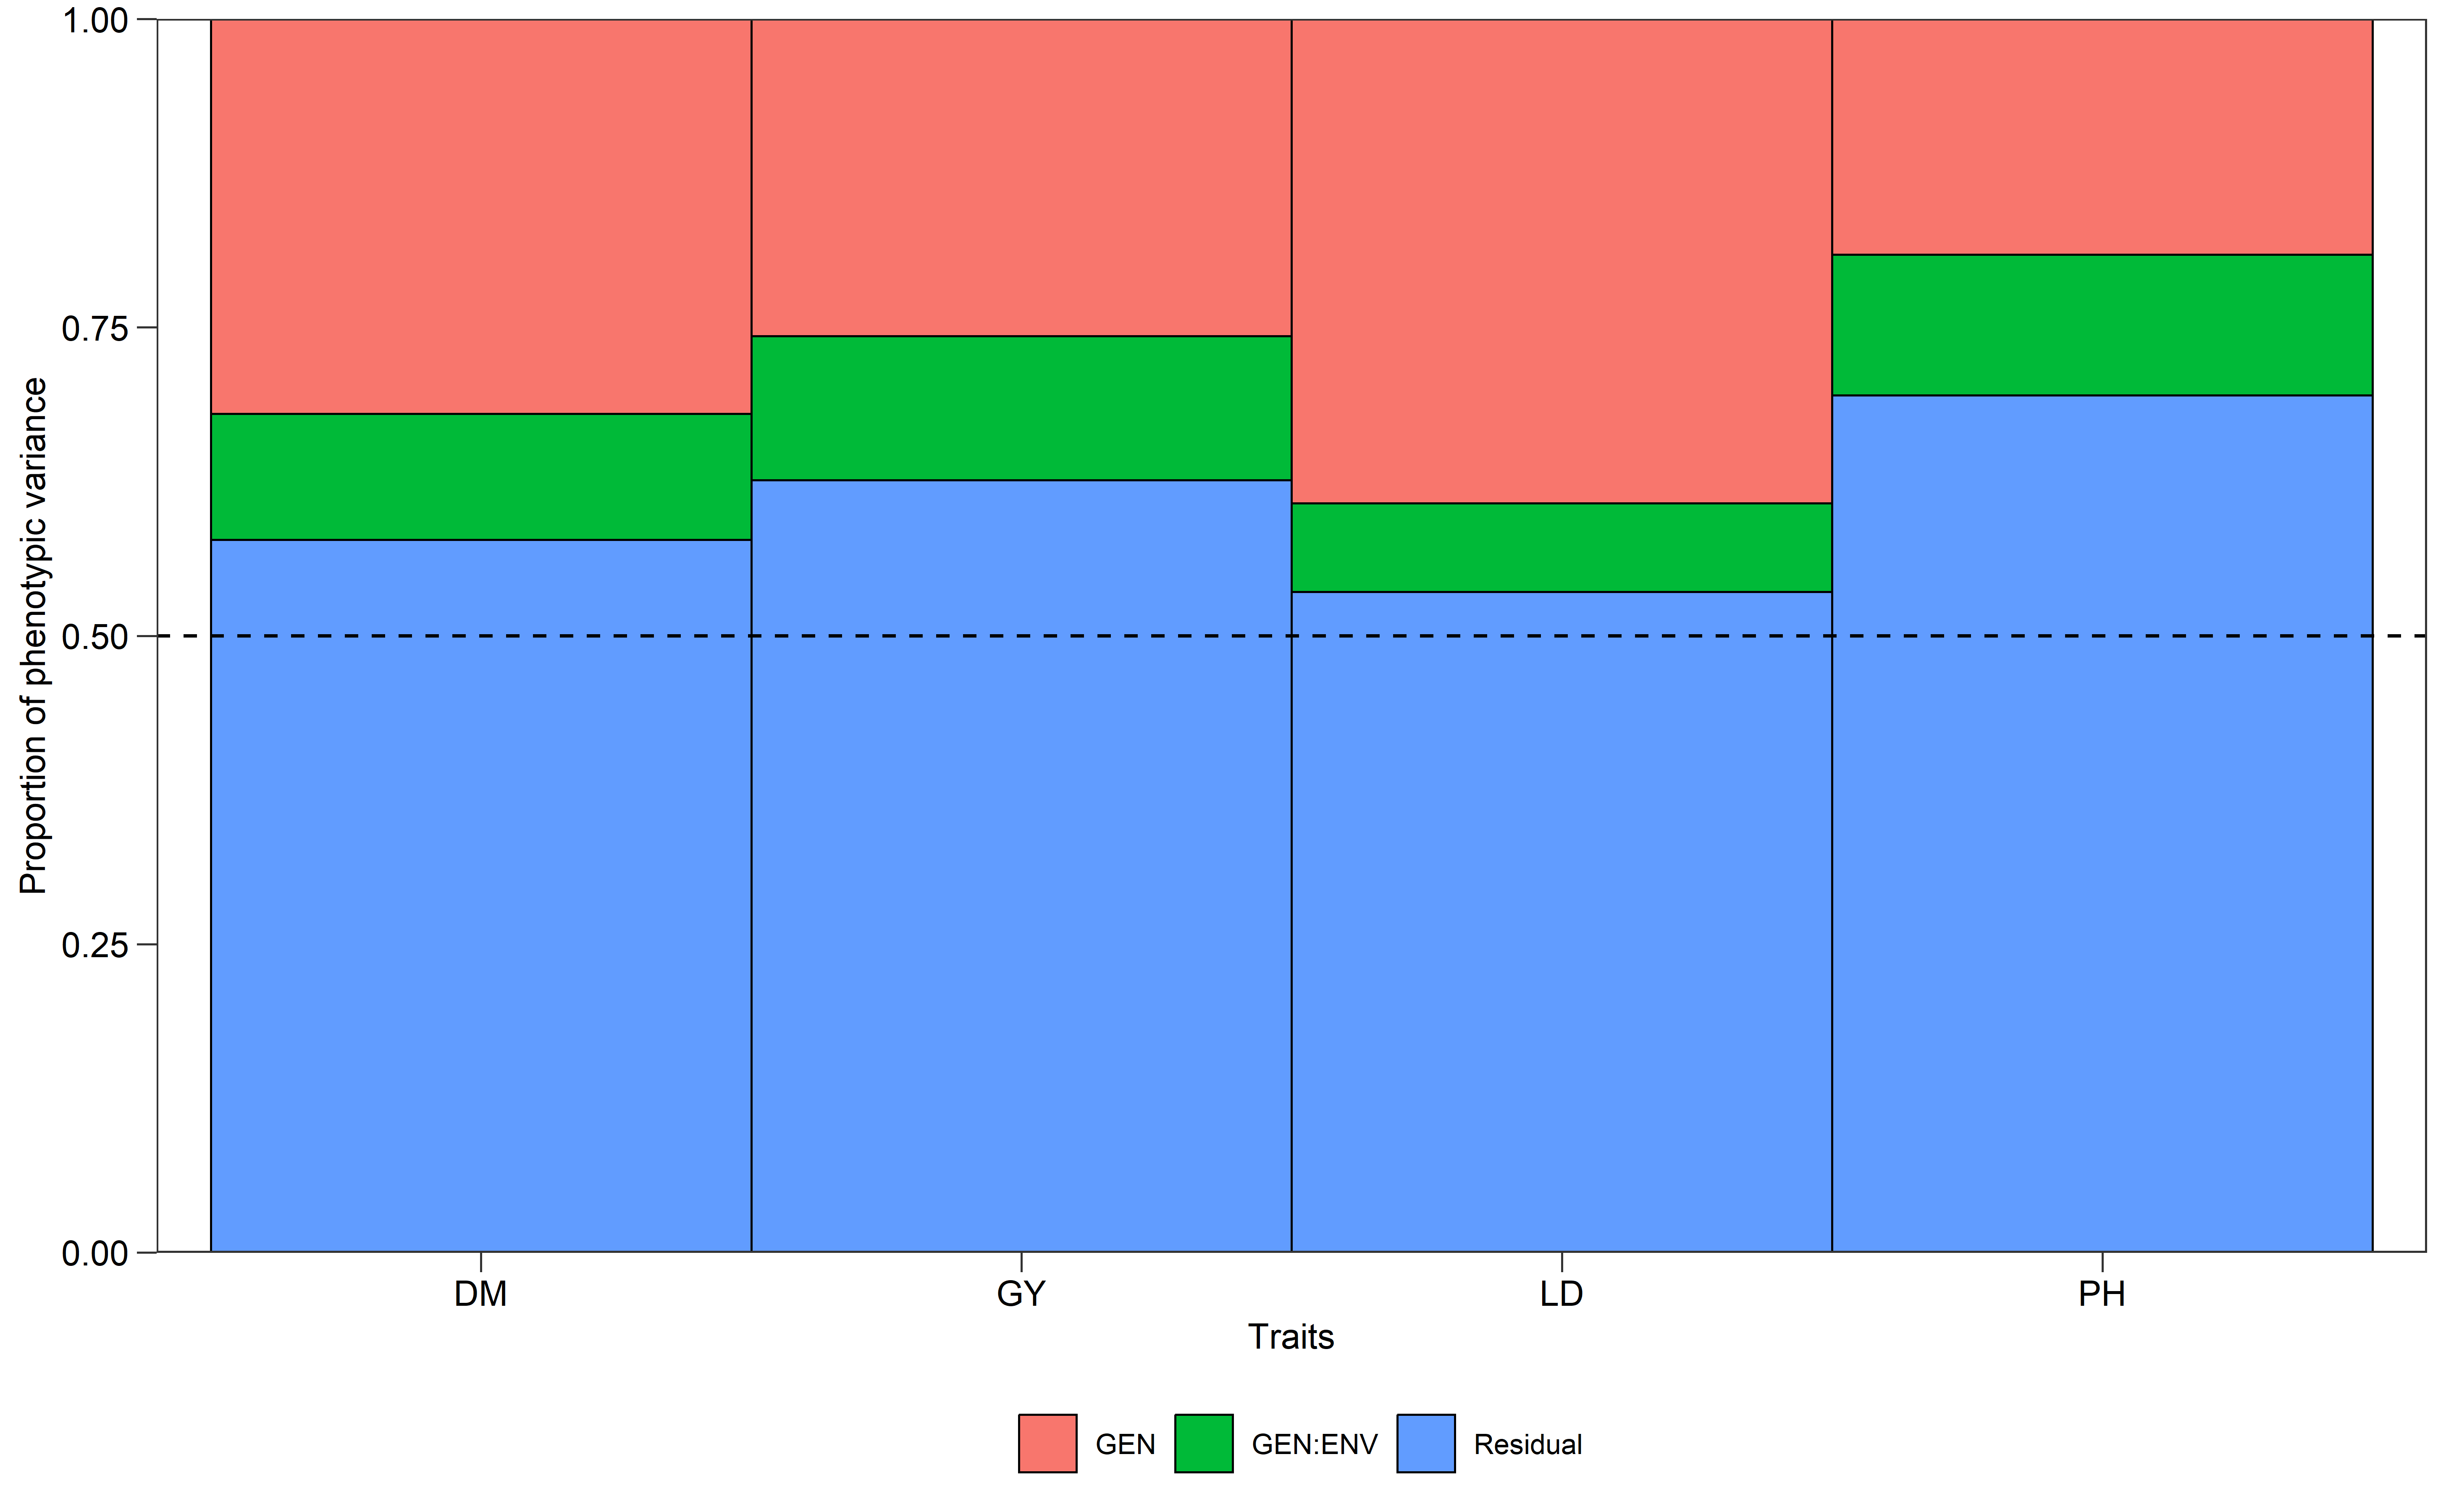 1.00
0.75
0.50
0.25
0.00
Proportion of phenotypic variance
DM GY LD PH
Traits
GEN GEN:ENV Residual